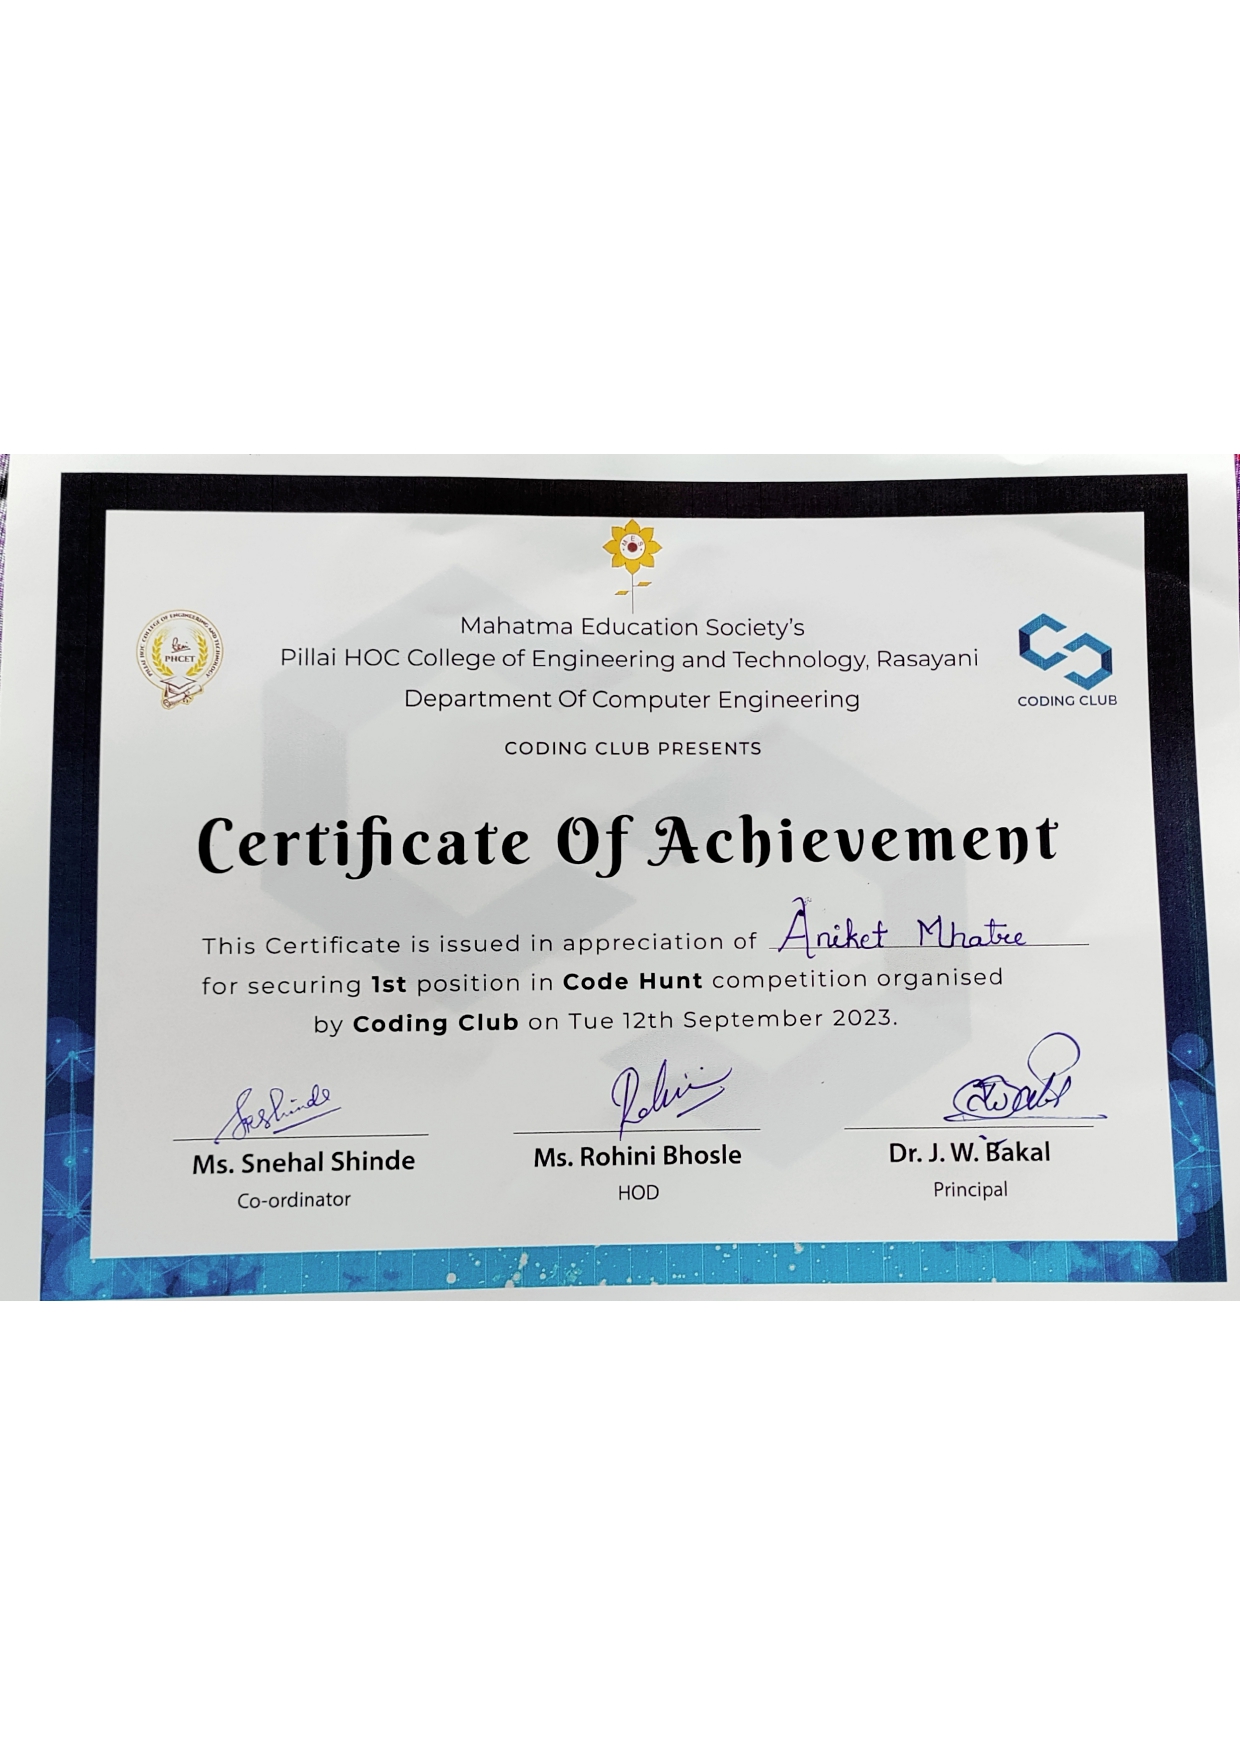 MES
PILLAI HOC COLLEGE OF ENGINEERING AND TECHNOLOGY
PHCET
Mahatma Education Society's
Pillai HOC College of Engineering and Technology, Rasayani
Department Of Computer Engineering
CODING CLUB
CODING CLUB PRESENTS
Certificate Of Achievement
This Certificate is issued in appreciation of Aniket Mhatre
for securing 1st position in Code Hunt competition organised
by Coding Club on Tue 12th September 2023.
Ms. Snehal Shinde
Co-ordinator
Ms. Rohini Bhosle
HOD
Dr. J. W. Bakal
Principal